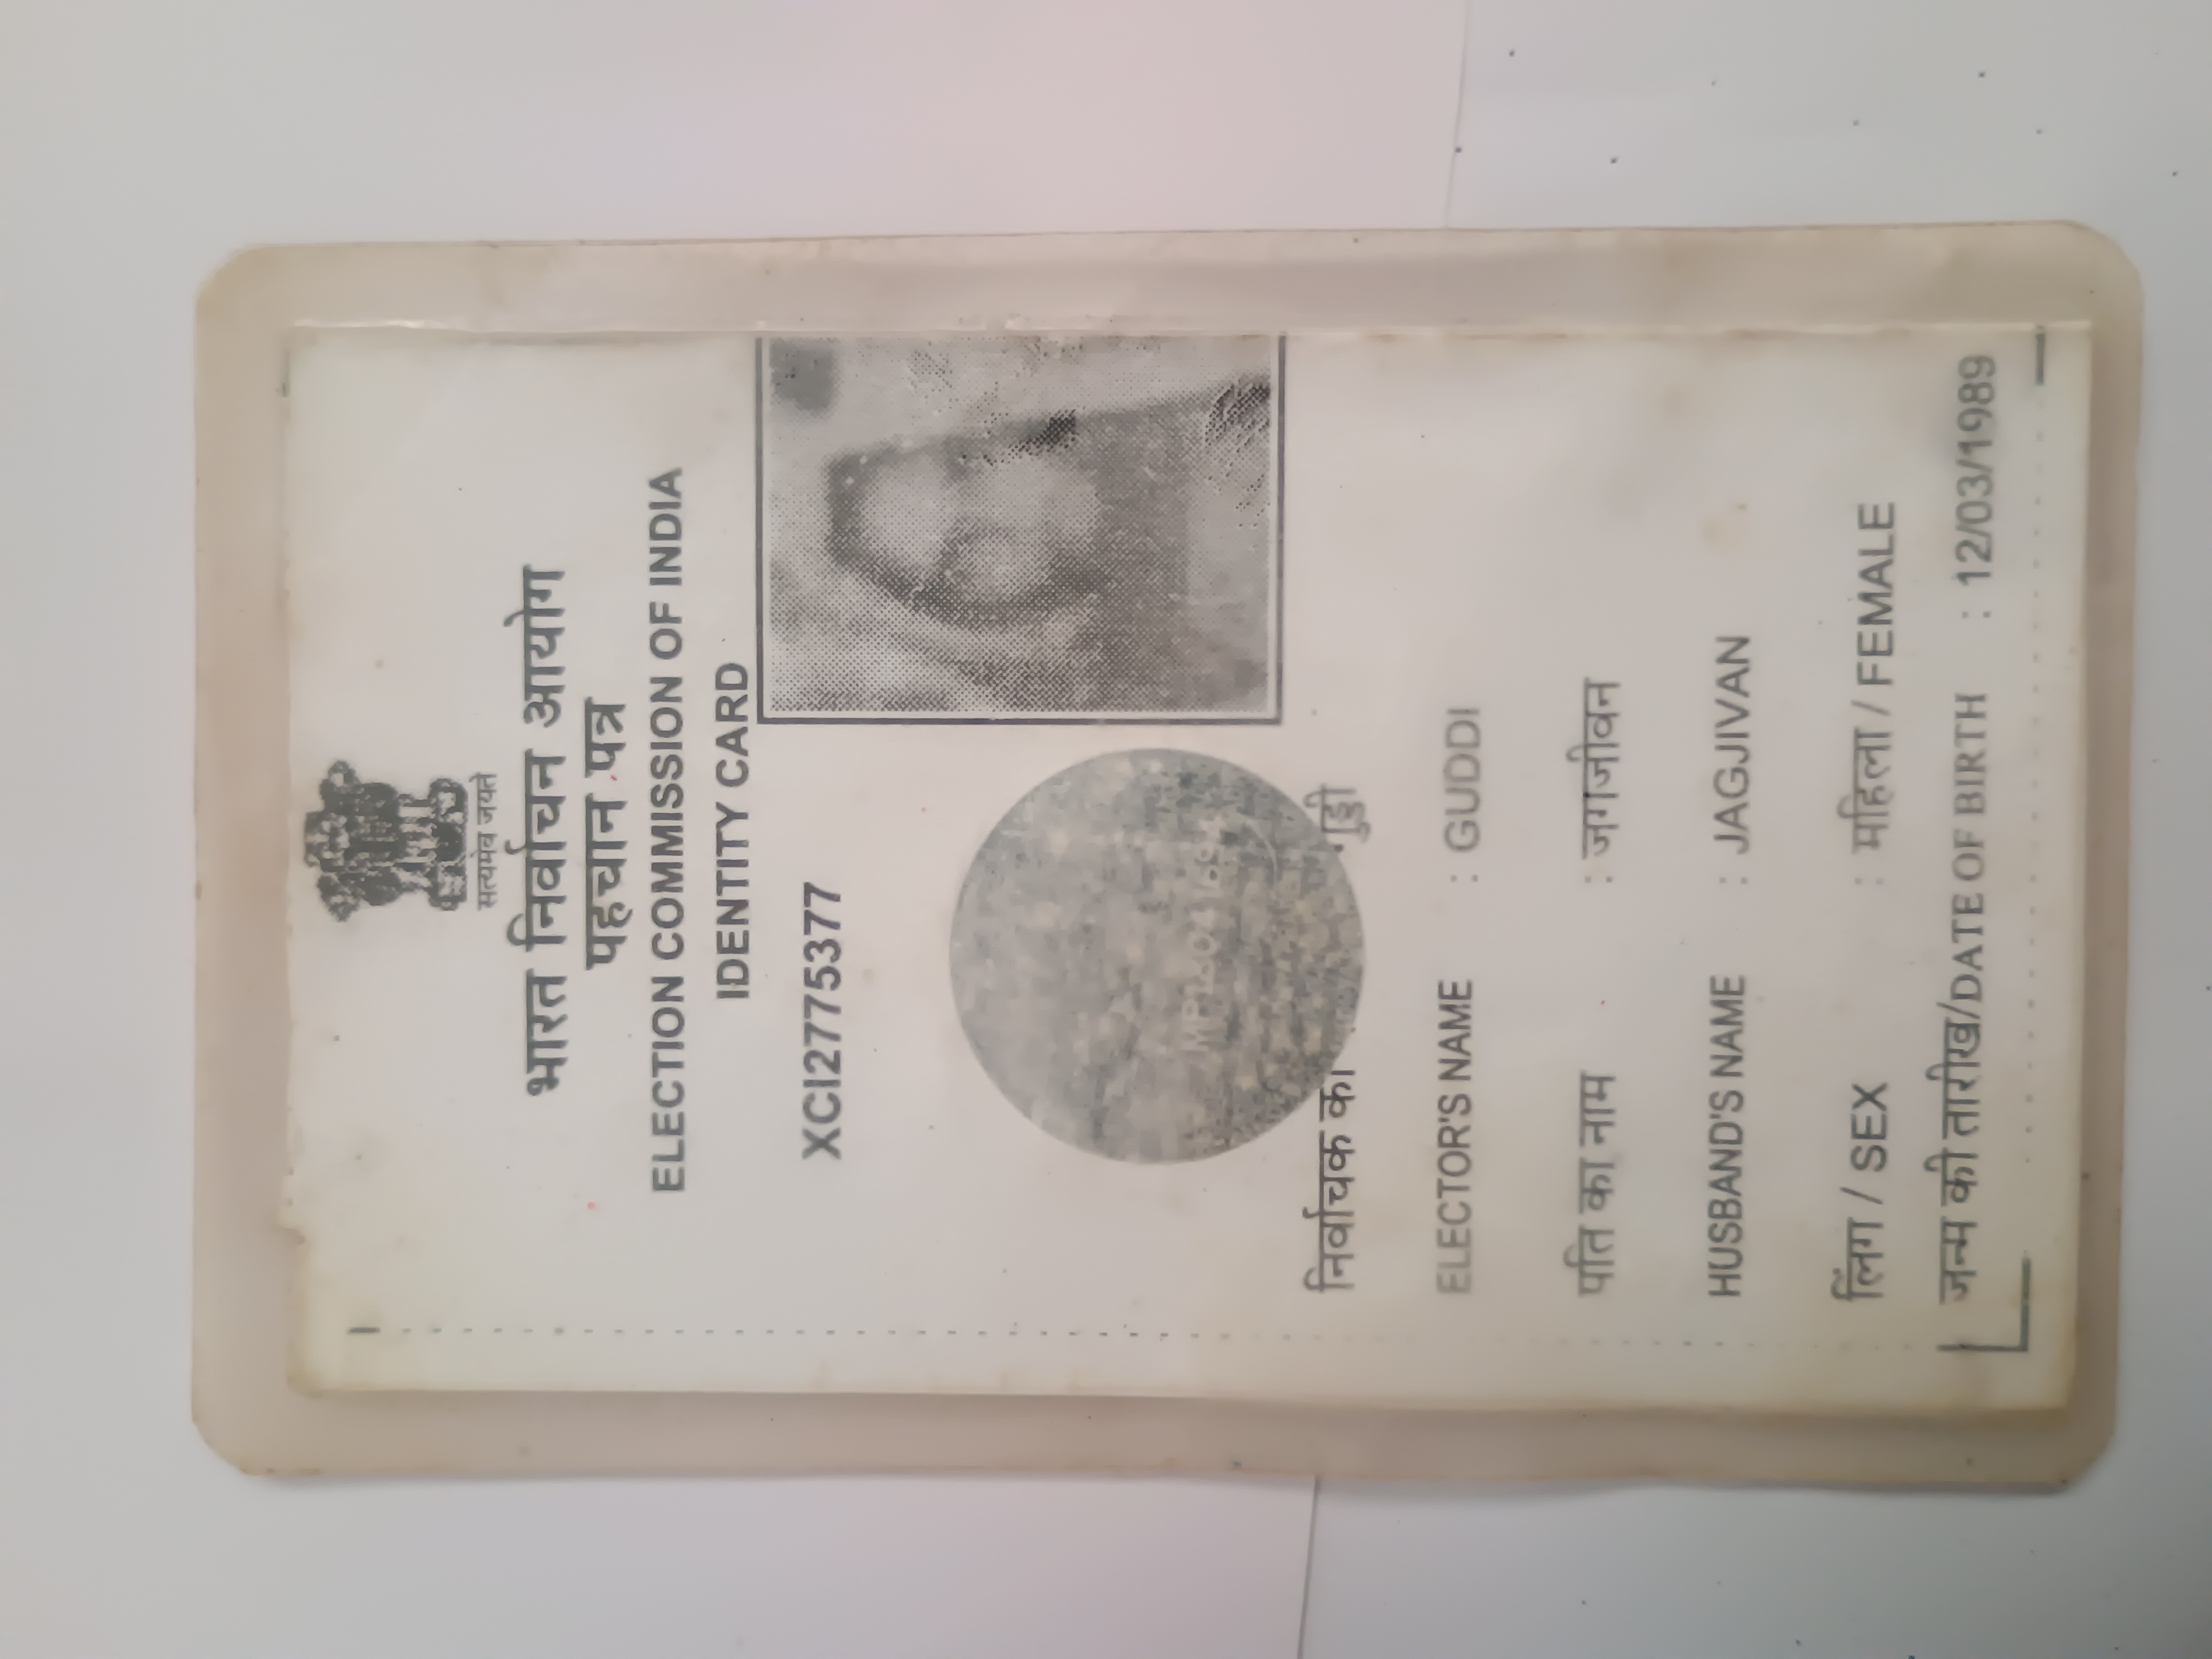 सत्यमेव जयते
भारत निर्वाचन आयोग
पहचान पत्र
ELECTION COMMISSION OF INDIA
IDENTITY CARD
XCI2775377
निर्वाचक का
ELECTOR'S NAME : GUDDI
पति का नाम : जगजीवन
HUSBAND'S NAME : JAGJIVAN
लिंग / SEX : महिला / FEMALE
जन्म की तारीख/DATE OF BIRTH : 12/03/1989